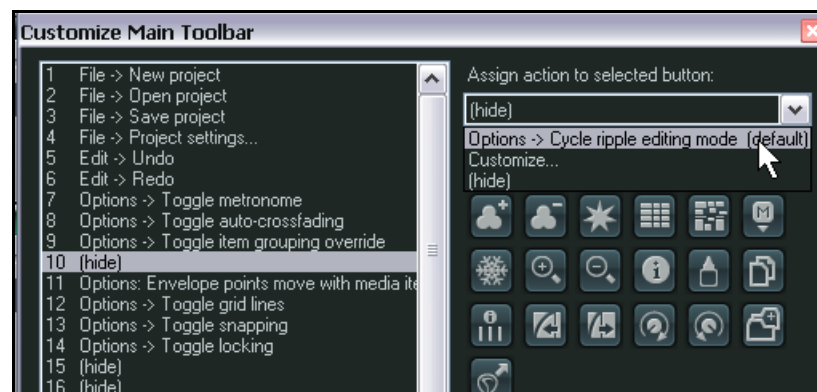 Customize Main Toolbar
1 File -> New project
2 File -> Open project
3 File -> Save project
4 File -> Project settings...
5 Edit -> Undo
6 Edit -> Redo
7 Options -> Toggle metronome
8 Options -> Toggle auto-crossfading
9 Options -> Toggle item grouping override
10 (hide)
11 Options: Envelope points move with media ite
12 Options -> Toggle grid lines
13 Options -> Toggle snapping
14 Options -> Toggle locking
15 (hide)
16 (hide)
Assign action to selected button:
(hide)
Options -> Cycle ripple editing mode (default)
Customize...
(hide)
M